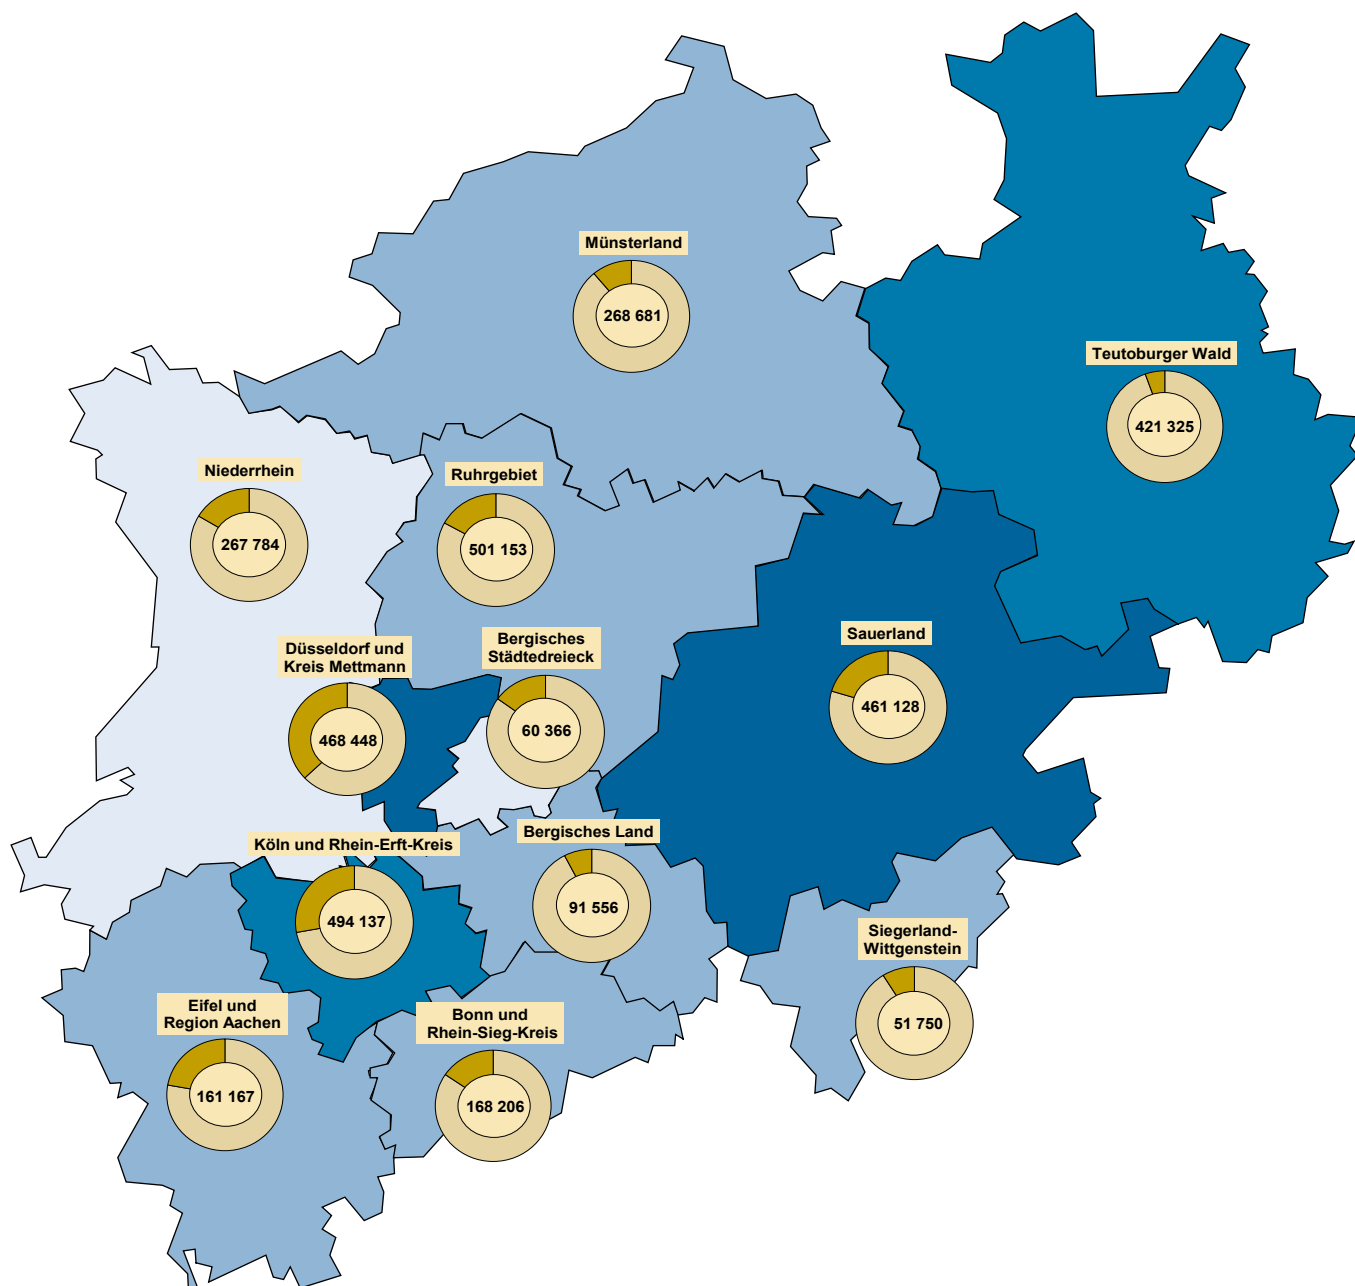 Münsterland
268 681
Teutoburger Wald
421 325
Niederrhein
267 784
Ruhrgebiet
501 153
Düsseldorf und
Kreis Mettmann
468 448
Bergisches
Städtedreieck
60 366
Sauerland
461 128
Köln und Rhein-Erft-Kreis
494 137
Bergisches Land
91 556
Siegerland-
Wittgenstein
51 750
Eifel und
Region Aachen
161 167
Bonn und
Rhein-Sieg-Kreis
168 206